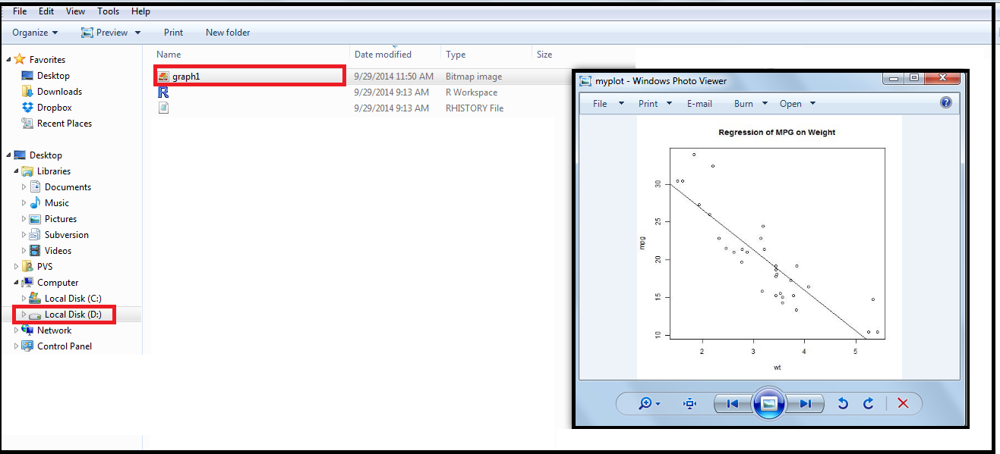 File Edit View Tools Help
Organize Preview Print New folder
Name Date modified Type Size
Favorites
Desktop
Downloads
Dropbox
Recent Places
Desktop
Libraries
Documents
Music
Pictures
Subversion
Videos
PVS
Computer
Local Disk (C:)
Local Disk (D:)
Network
Control Panel
graph1 9/29/2014 11:50 AM Bitmap image
9/29/2014 9:13 AM R Workspace
9/29/2014 9:13 AM RHISTORY File
myplot - Windows Photo Viewer
File Print E-mail Burn Open
Regression of MPG on Weight
30
25
20
15
10
mpg
2 3 4 5
wt